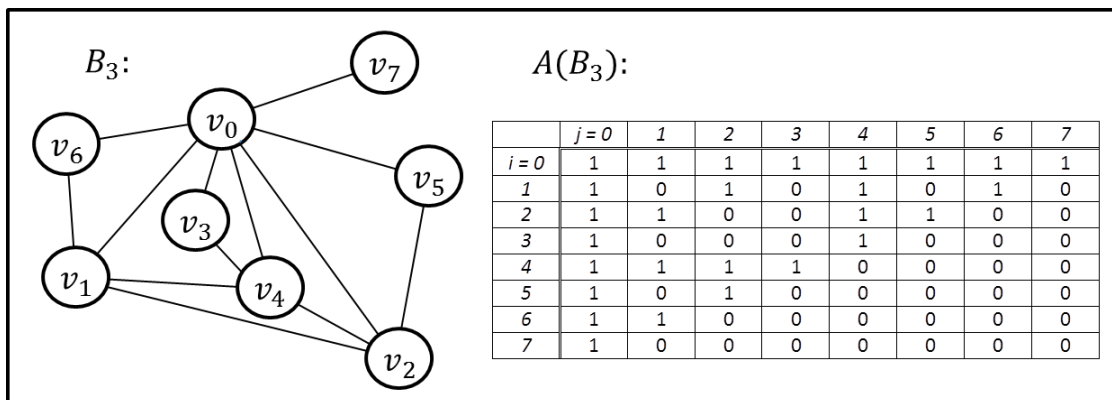 B₃:
v₇
v₀
v₆
v₅
v₃
v₁
v₄
v₂
A(B₃):
j = 0 1 2 3 4 5 6 7
i = 0 1 1 1 1 1 1 1 1
1 1 0 1 0 1 0 1 0
2 1 1 0 0 1 1 0 0
3 1 0 0 0 1 0 0 0
4 1 1 1 1 0 0 0 0
5 1 0 1 0 0 0 0 0
6 1 1 0 0 0 0 0 0
7 1 0 0 0 0 0 0 0